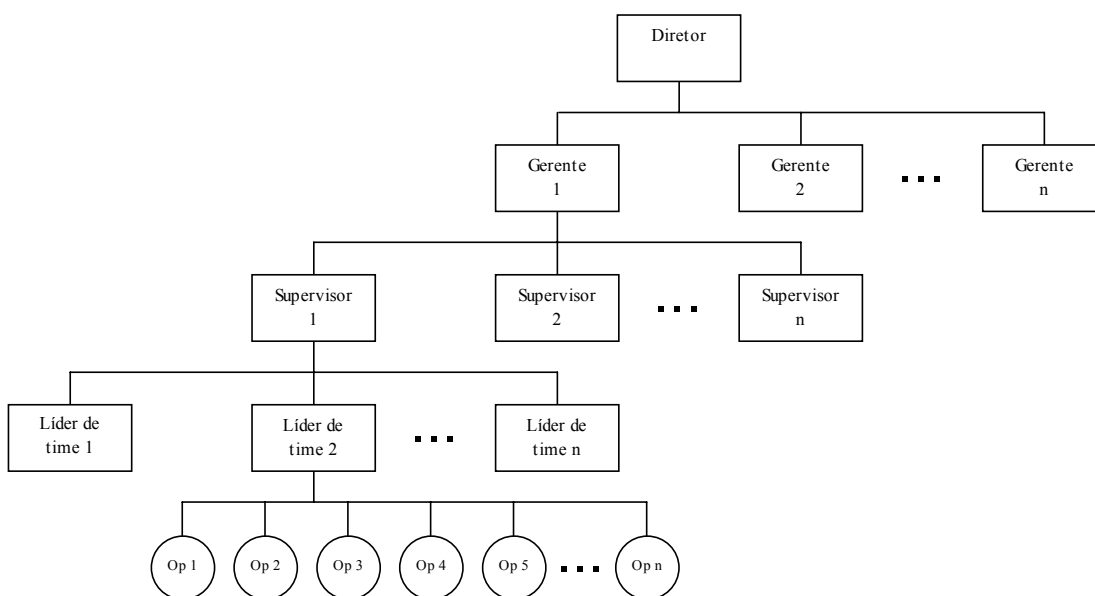 Diretor
Gerente
1
Gerente
2
...
Gerente
n
Supervisor
1
Supervisor
2
...
Supervisor
n
Líder de
time 1
Líder de
time 2
...
Líder de
time n
Op 1
Op 2
Op 3
Op 4
Op 5
...
Op n